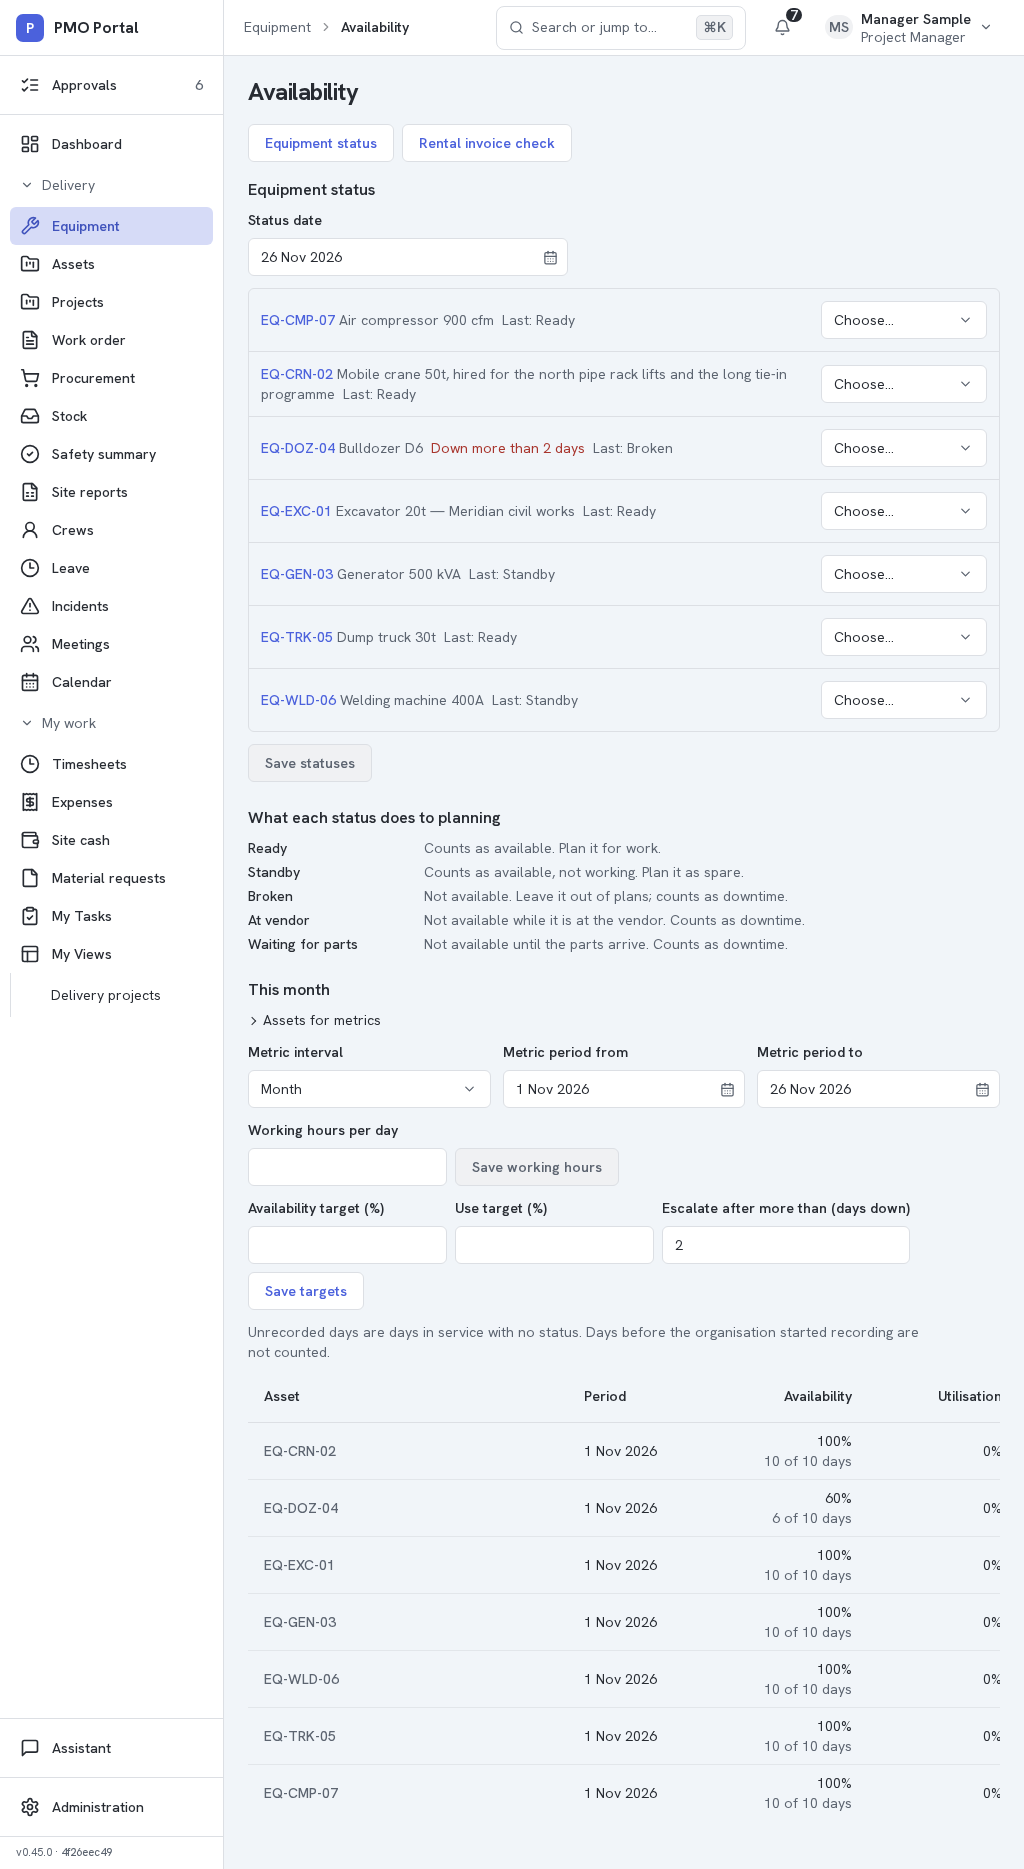 P PMO Portal
Equipment > Availability
Search or jump to... ⌘K
7
MS
Manager Sample
Project Manager
Approvals 6
Dashboard
Delivery
Equipment
Assets
Projects
Work order
Procurement
Stock
Safety summary
Site reports
Crews
Leave
Incidents
Meetings
Calendar
My work
Timesheets
Expenses
Site cash
Material requests
My Tasks
My Views
Delivery projects
Assistant
Administration
v0.45.0 · 4f26eec49
Availability
Equipment status Rental invoice check
Equipment status
Status date
26 Nov 2026
EQ-CMP-07 Air compressor 900 cfm Last: Ready Choose...
EQ-CRN-02 Mobile crane 50t, hired for the north pipe rack lifts and the long tie-in
programme Last: Ready Choose...
EQ-DOZ-04 Bulldozer D6 Down more than 2 days Last: Broken Choose...
EQ-EXC-01 Excavator 20t — Meridian civil works Last: Ready Choose...
EQ-GEN-03 Generator 500 kVA Last: Standby Choose...
EQ-TRK-05 Dump truck 30t Last: Ready Choose...
EQ-WLD-06 Welding machine 400A Last: Standby Choose...
Save statuses
What each status does to planning
Ready Counts as available. Plan it for work.
Standby Counts as available, not working. Plan it as spare.
Broken Not available. Leave it out of plans; counts as downtime.
At vendor Not available while it is at the vendor. Counts as downtime.
Waiting for parts Not available until the parts arrive. Counts as downtime.
This month
Assets for metrics
Metric interval Metric period from Metric period to
Month 1 Nov 2026 26 Nov 2026
Working hours per day
Save working hours
Availability target (%) Use target (%) Escalate after more than (days down)
2
Save targets
Unrecorded days are days in service with no status. Days before the organisation started recording are
not counted.
Asset Period Availability Utilisation
EQ-CRN-02 1 Nov 2026 100% 0%
10 of 10 days
EQ-DOZ-04 1 Nov 2026 60% 0%
6 of 10 days
EQ-EXC-01 1 Nov 2026 100% 0%
10 of 10 days
EQ-GEN-03 1 Nov 2026 100% 0%
10 of 10 days
EQ-WLD-06 1 Nov 2026 100% 0%
10 of 10 days
EQ-TRK-05 1 Nov 2026 100% 0%
10 of 10 days
EQ-CMP-07 1 Nov 2026 100% 0%
10 of 10 days